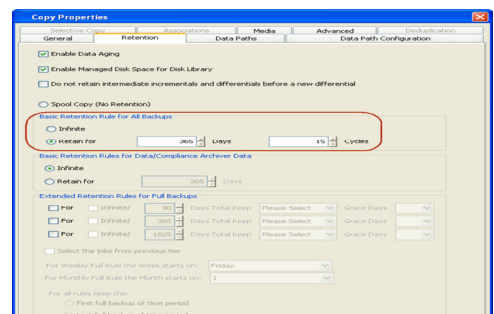 Copy Properties
Selective Copy Associations Media Advanced Deduplication
General Retention Data Paths Data Path Configuration
Enable Data Aging
Enable Managed Disk Space for Disk Library
Do not retain intermediate incrementals and differentials before a new differential
Spool Copy (No Retention)
Basic Retention Rule for All Backups
Infinite
Retain for 365 Days 15 Cycles
Basic Retention Rules for Data/Compliance Archiver Data
Infinite
Retain for 365 Days
Extended Retention Rules for Full Backups
For Infinite/ 90 Days Total Keep Please Select Grace Days
For Infinite/ 365 Days Total Keep Please Select Grace Days
For Infinite/ 1825 Days Total Keep Please Select Grace Days
Select the jobs from previous tier
For Weekly Full Rule the Week starts on: Friday
For Monthly Full Rule the Month starts on: 1
For all rules keep the:
First full backup of time period